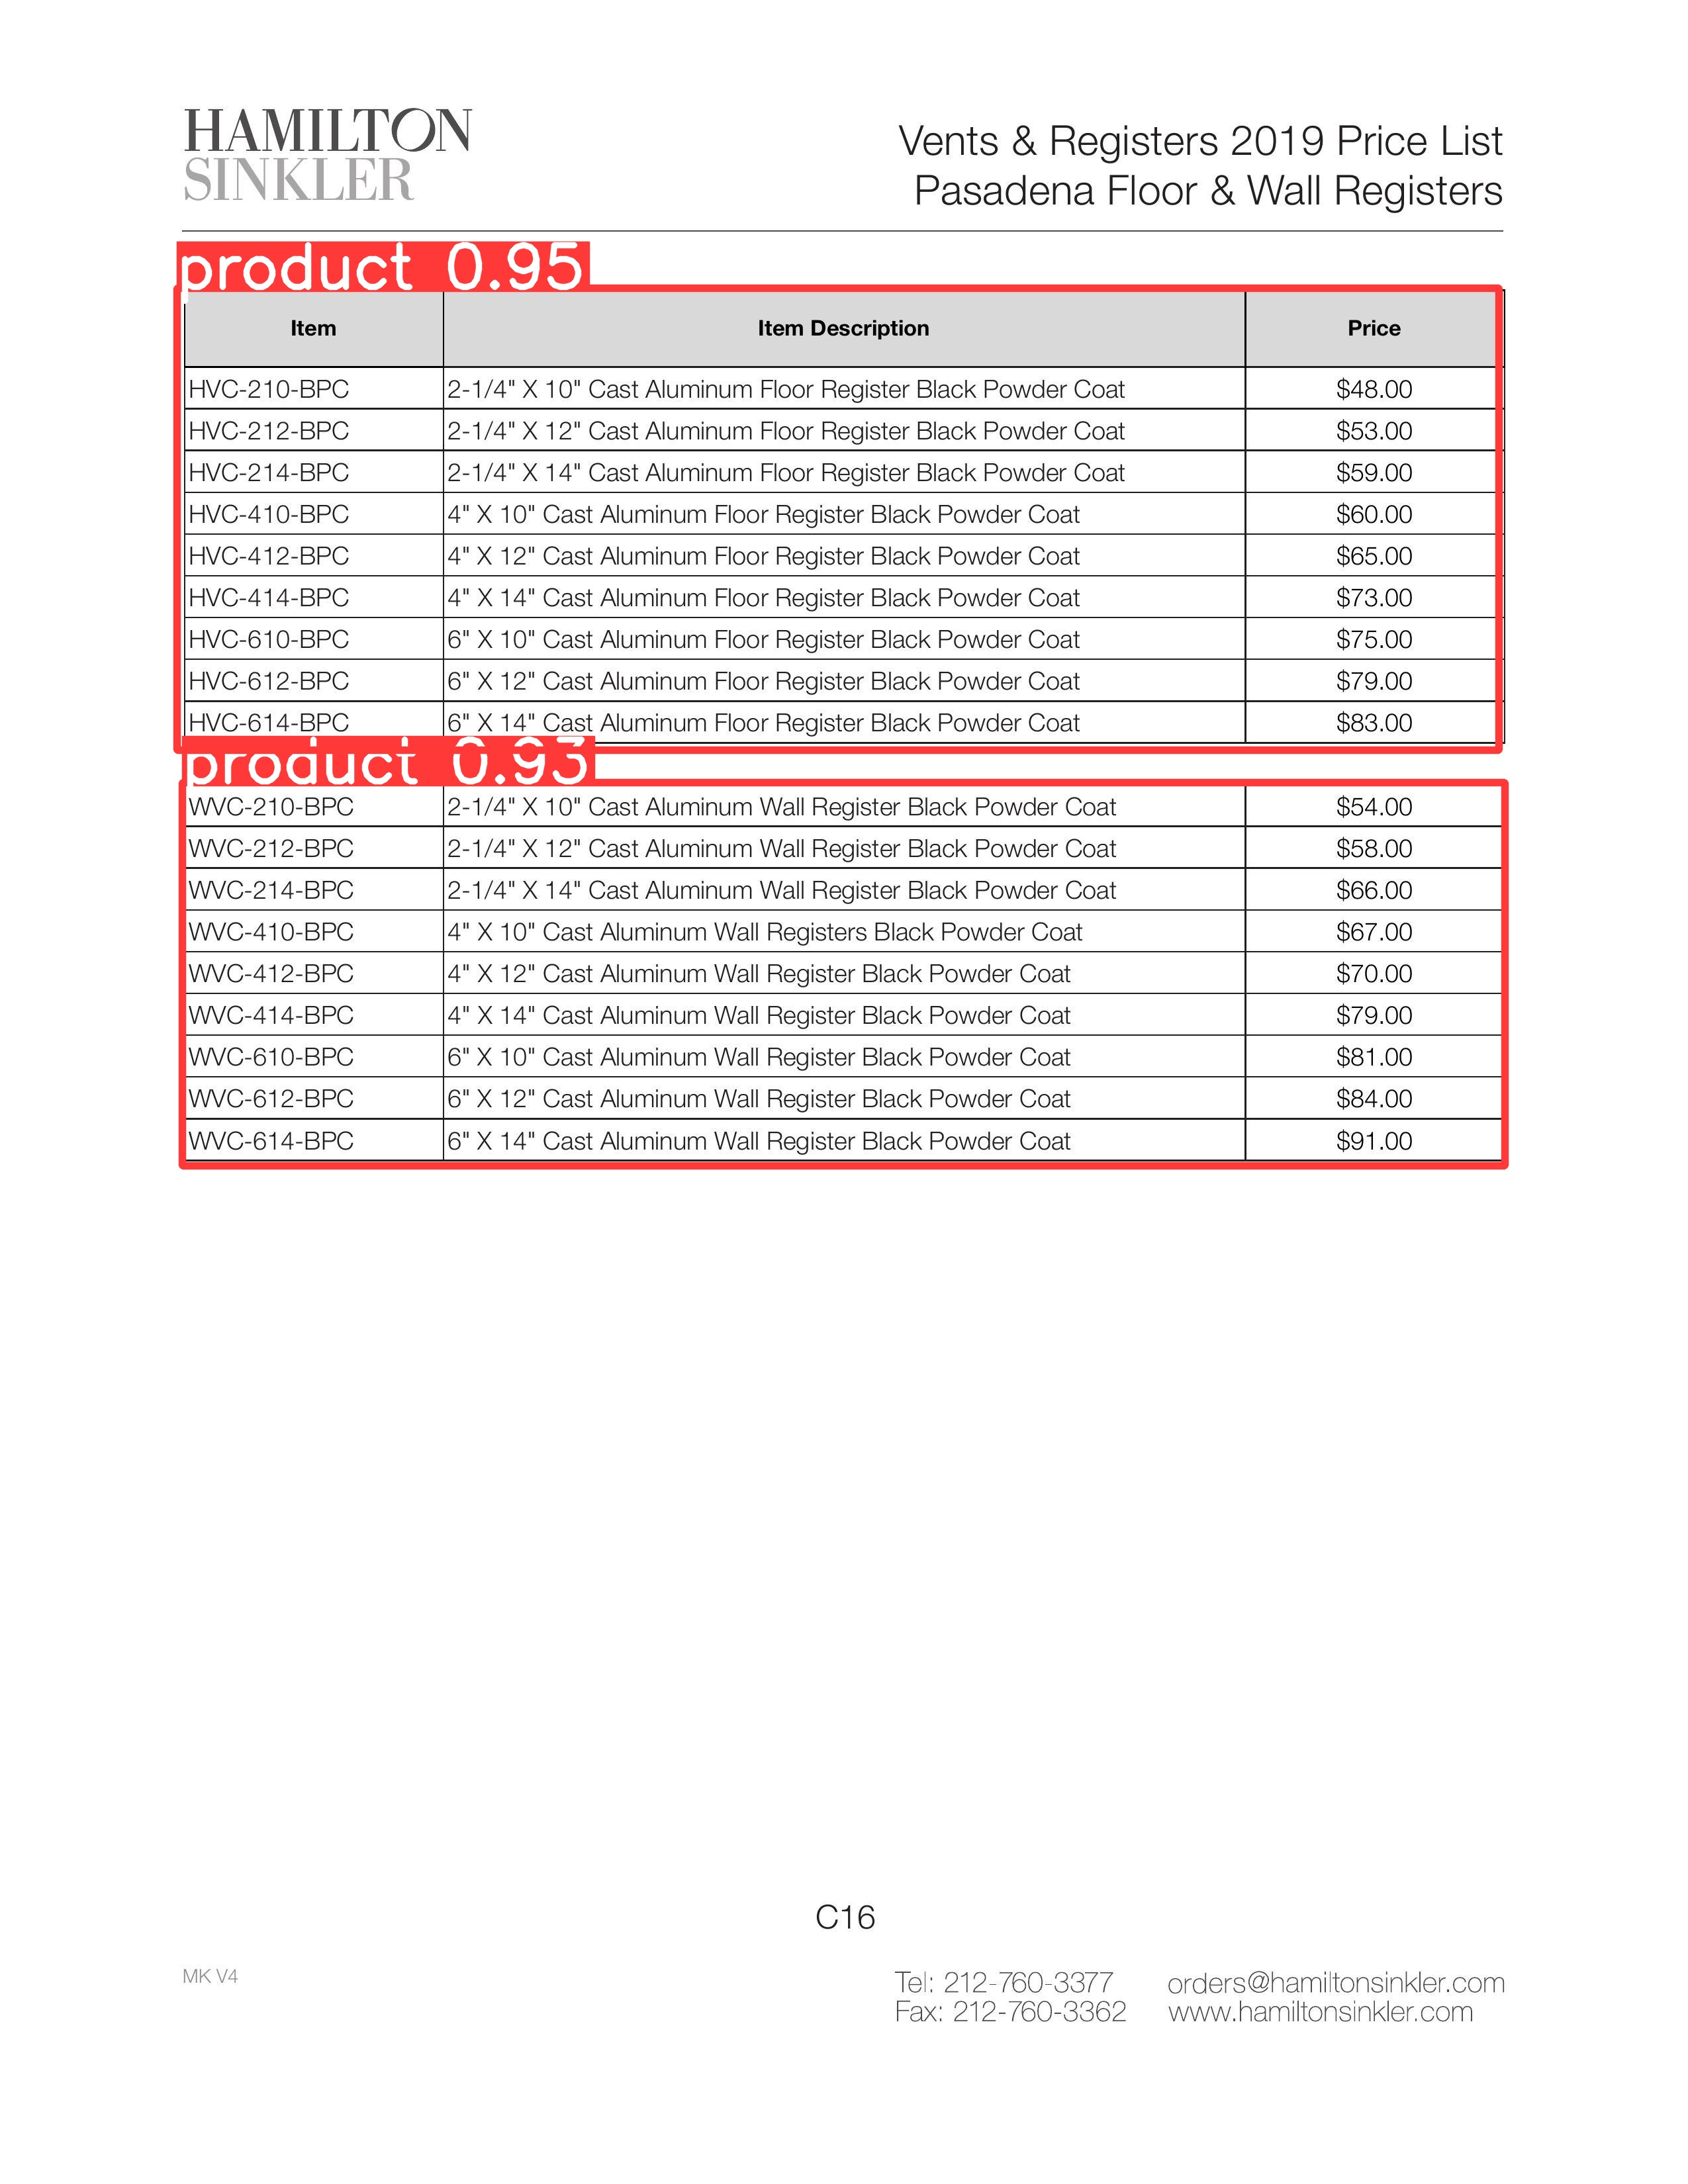 HAMILTON
SINKLER
Vents & Registers 2019 Price List
Pasadena Floor & Wall Registers
product 0.95
Item Item Description Price
HVC-210-BPC 2-1/4" X 10" Cast Aluminum Floor Register Black Powder Coat $48.00
HVC-212-BPC 2-1/4" X 12" Cast Aluminum Floor Register Black Powder Coat $53.00
HVC-214-BPC 2-1/4" X 14" Cast Aluminum Floor Register Black Powder Coat $59.00
HVC-410-BPC 4" X 10" Cast Aluminum Floor Register Black Powder Coat $60.00
HVC-412-BPC 4" X 12" Cast Aluminum Floor Register Black Powder Coat $65.00
HVC-414-BPC 4" X 14" Cast Aluminum Floor Register Black Powder Coat $73.00
HVC-610-BPC 6" X 10" Cast Aluminum Floor Register Black Powder Coat $75.00
HVC-612-BPC 6" X 12" Cast Aluminum Floor Register Black Powder Coat $79.00
HVC-614-BPC 6" X 14" Cast Aluminum Floor Register Black Powder Coat $83.00
product 0.93
WVC-210-BPC 2-1/4" X 10" Cast Aluminum Wall Register Black Powder Coat $54.00
WVC-212-BPC 2-1/4" X 12" Cast Aluminum Wall Register Black Powder Coat $58.00
WVC-214-BPC 2-1/4" X 14" Cast Aluminum Wall Register Black Powder Coat $66.00
WVC-410-BPC 4" X 10" Cast Aluminum Wall Registers Black Powder Coat $67.00
WVC-412-BPC 4" X 12" Cast Aluminum Wall Register Black Powder Coat $70.00
WVC-414-BPC 4" X 14" Cast Aluminum Wall Register Black Powder Coat $79.00
WVC-610-BPC 6" X 10" Cast Aluminum Wall Register Black Powder Coat $81.00
WVC-612-BPC 6" X 12" Cast Aluminum Wall Register Black Powder Coat $84.00
WVC-614-BPC 6" X 14" Cast Aluminum Wall Register Black Powder Coat $91.00
C16
MK V4
Tel: 212-760-3377 orders@hamiltonsinkler.com
Fax: 212-760-3362 www.hamiltonsinkler.com